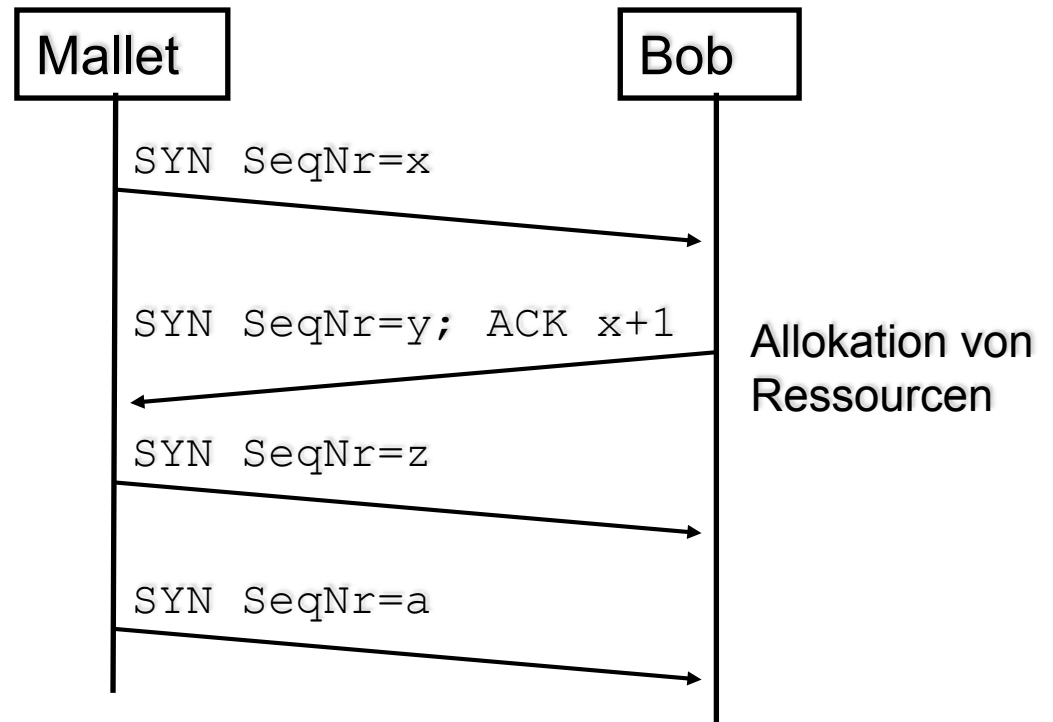 Mallet
Bob
SYN SeqNr=x
SYN SeqNr=y; ACK x+1
Allokation von
Ressourcen
SYN SeqNr=z
SYN SeqNr=a